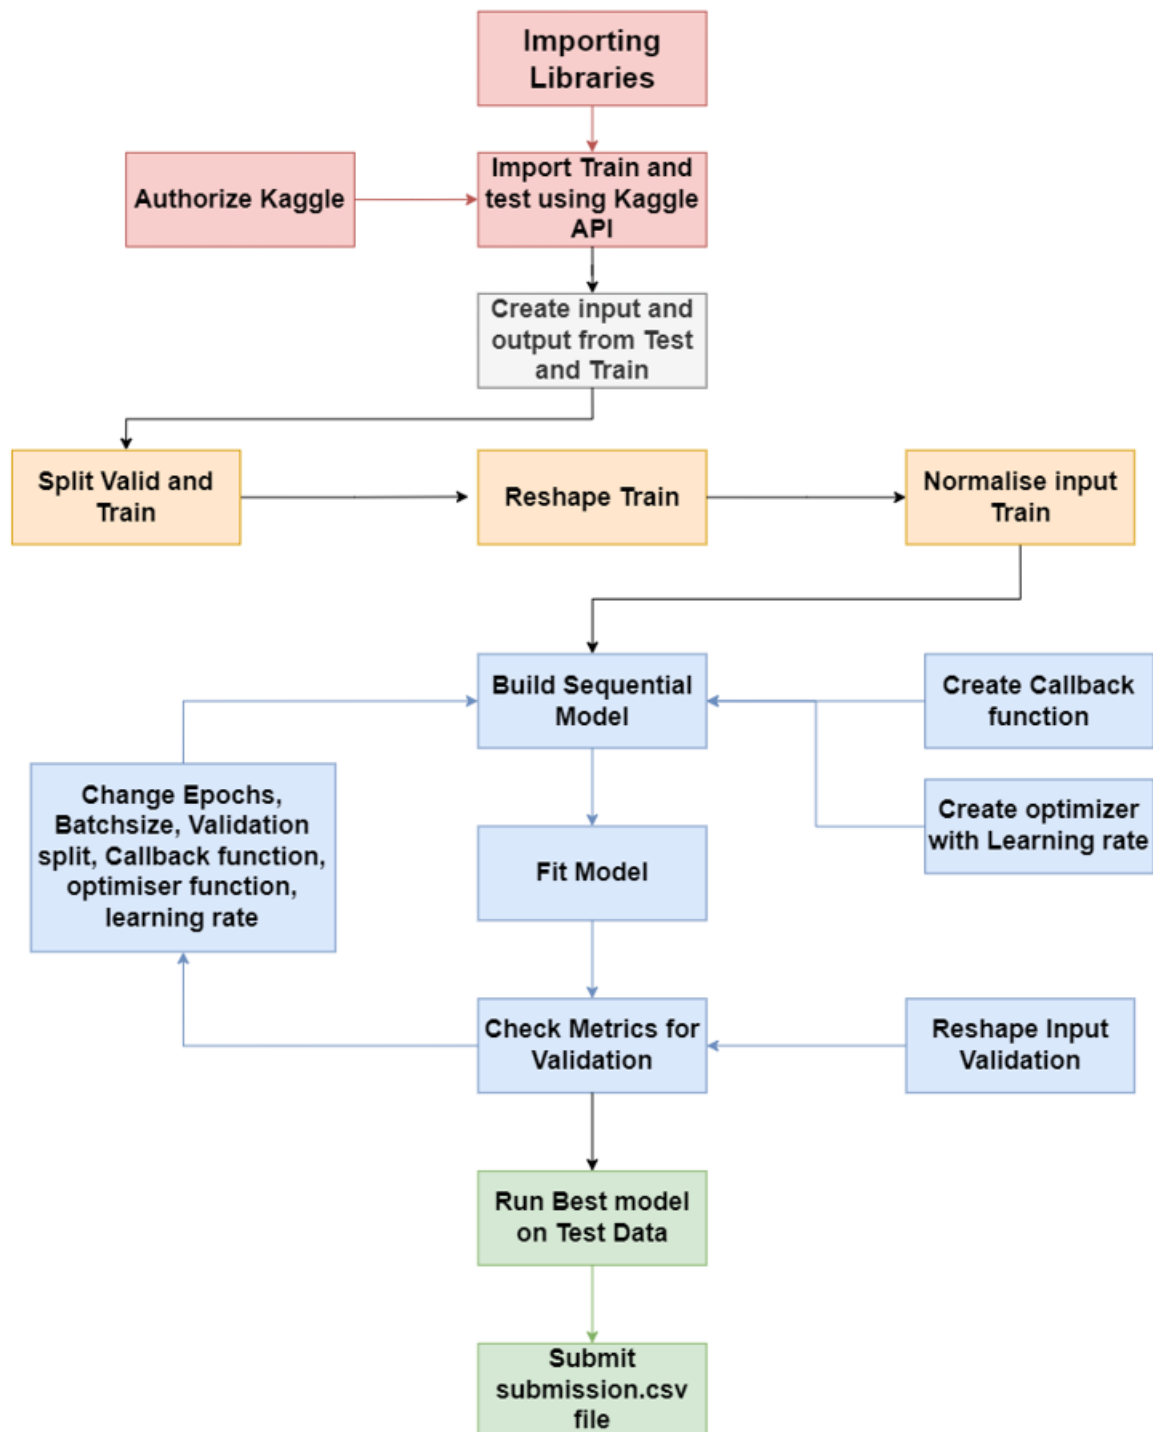 Importing
Libraries
Authorize Kaggle
Import Train and
test using Kaggle
API
Create input and
output from Test
and Train
Split Valid and
Train
Reshape Train
Normalise input
Train
Build Sequential
Model
Create Callback
function
Change Epochs,
Batchsize, Validation
split, Callback function,
optimiser function,
learning rate
Create optimizer
with Learning rate
Fit Model
Check Metrics for
Validation
Reshape Input
Validation
Run Best model
on Test Data
Submit
submission.csv
file